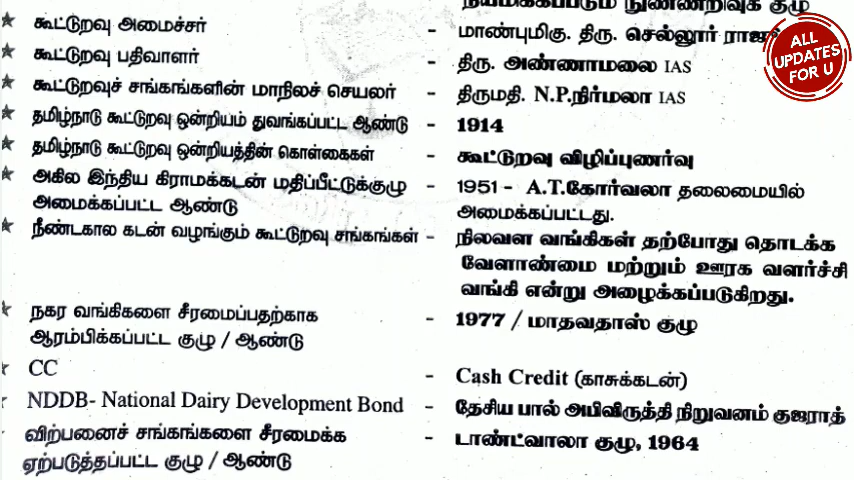 நியமிக்கப்படும் நுண்ணறிவுக் குழு
★ கூட்டுறவு அமைச்சர் - மாண்புமிகு. திரு. செல்லூர் ராஜூ
★ கூட்டுறவு பதிவாளர் - திரு. அண்ணாமலை IAS
★ கூட்டுறவுச் சங்கங்களின் மாநிலச் செயலர் - திருமதி. N.P.நிர்மலா IAS
★ தமிழ்நாடு கூட்டுறவு ஒன்றியம் துவங்கப்பட்ட ஆண்டு - 1914
★ தமிழ்நாடு கூட்டுறவு ஒன்றியத்தின் கொள்கைகள் - கூட்டுறவு விழிப்புணர்வு
★ அகில இந்திய கிராமக்கடன் மதிப்பீட்டுக்குழு - 1951 - A.T.கோர்வலா தலைமையில்
அமைக்கப்பட்ட ஆண்டு அமைக்கப்பட்டது.
★ நீண்டகால கடன் வழங்கும் கூட்டுறவு சங்கங்கள் - நிலவள வங்கிகள் தற்போது தொடக்க
வேளாண்மை மற்றும் ஊரக வளர்ச்சி
வங்கி என்று அழைக்கப்படுகிறது.
★ நகர வங்கிகளை சீரமைப்பதற்காக - 1977 / மாதவதாஸ் குழு
ஆரம்பிக்கப்பட்ட குழு / ஆண்டு
★ CC - Cash Credit (காசுக்கடன்)
NDDB- National Dairy Development Bond - தேசிய பால் அபிவிருத்தி நிறுவனம் குஜராத்
விற்பனைச் சங்கங்களை சீரமைக்க - டாண்ட்வாலா குழு, 1964
ஏற்படுத்தப்பட்ட குழு / ஆண்டு
ALL
UPDATES
FOR U